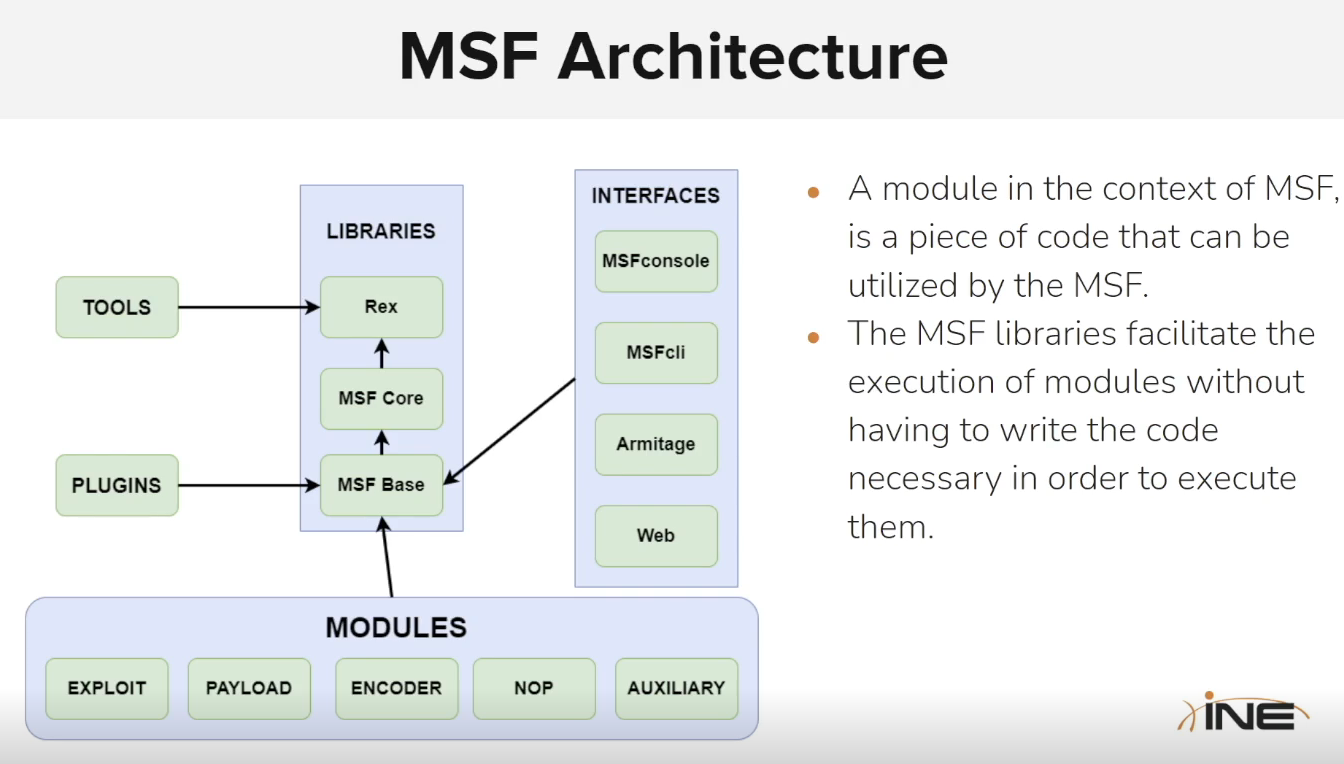 MSF Architecture
LIBRARIES
Rex
MSF Core
MSF Base
TOOLS
PLUGINS
INTERFACES
MSFconsole
MSFcli
Armitage
Web
MODULES
EXPLOIT
PAYLOAD
ENCODER
NOP
AUXILIARY
• A module in the context of MSF,
is a piece of code that can be
utilized by the MSF.
• The MSF libraries facilitate the
execution of modules without
having to write the code
necessary in order to execute
them.
iNE